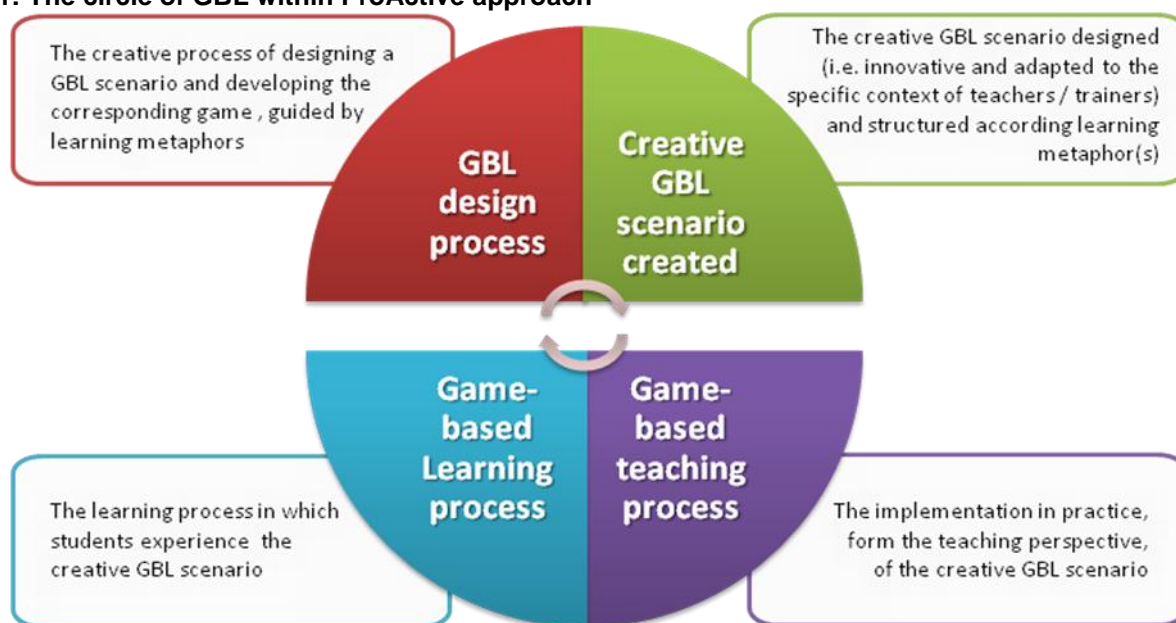 1. The circle of GBL within ProActive approach
The creative process of designing a
GBL scenario and developing the
corresponding game , guided by
learning metaphors
The creative GBL scenario designed
(i.e. innovative and adapted to the
specific context of teachers / trainers)
and structured according learning
metaphor(s)
GBL
design
process
Creative
GBL
scenario
created
Game-
based
Learning
process
Game-
based
teaching
process
The learning process in which
students experience the
creative GBL scenario
The implementation in practice,
form the teaching perspective,
of the creative GBL scenario